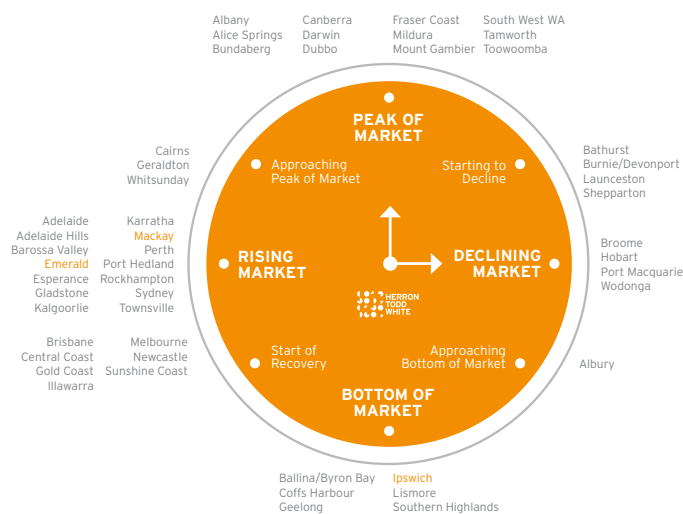 Albany
Alice Springs
Bundaberg
Canberra
Darwin
Dubbo
Fraser Coast
Mildura
Mount Gambier
South West WA
Tamworth
Toowoomba
PEAK OF
MARKET
Cairns
Geraldton
Whitsunday
Approaching
Peak of Market
Starting to
Decline
Bathurst
Burnie/Devonport
Launceston
Shepparton
Adelaide
Adelaide Hills
Barossa Valley
Emerald
Esperance
Gladstone
Kalgoorlie
Karratha
Mackay
Perth
Port Hedland
Rockhampton
Sydney
Townsville
RISING
MARKET
DECLINING
MARKET
Broome
Hobart
Port Macquarie
Wodonga
HERRON
TODD
WHITE
Brisbane
Central Coast
Gold Coast
Illawarra
Melbourne
Newcastle
Sunshine Coast
Start of
Recovery
Approaching
Bottom of Market
Albury
BOTTOM OF
MARKET
Ballina/Byron Bay
Coffs Harbour
Geelong
Ipswich
Lismore
Southern Highlands